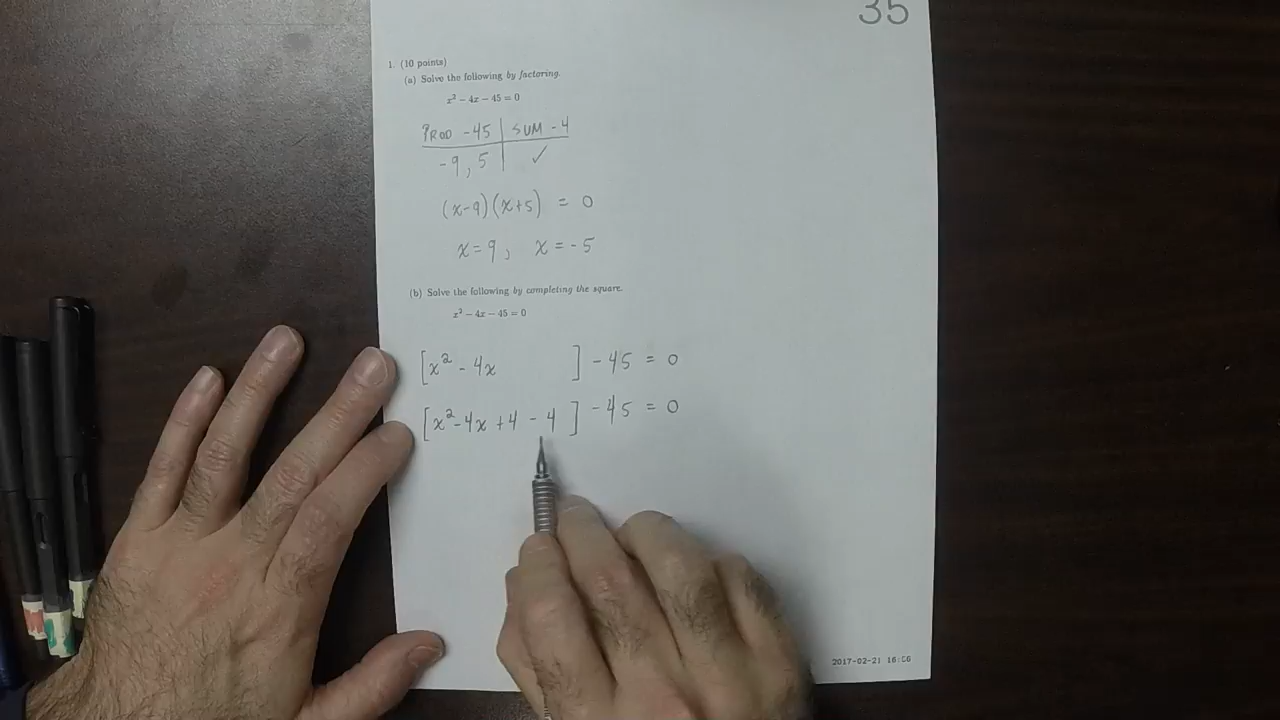 35
1. (10 points)
(a) Solve the following by factoring.
x² − 4x − 45 = 0
PROD -45 | SUM -4
-9, 5 | ✓
(x-9)(x+5) = 0
x=9, x=-5
(b) Solve the following by completing the square.
x² − 4x − 45 = 0
[x² - 4x ] - 45 = 0
[x² - 4x + 4 - 4 ] - 45 = 0
2017-02-21 16:06